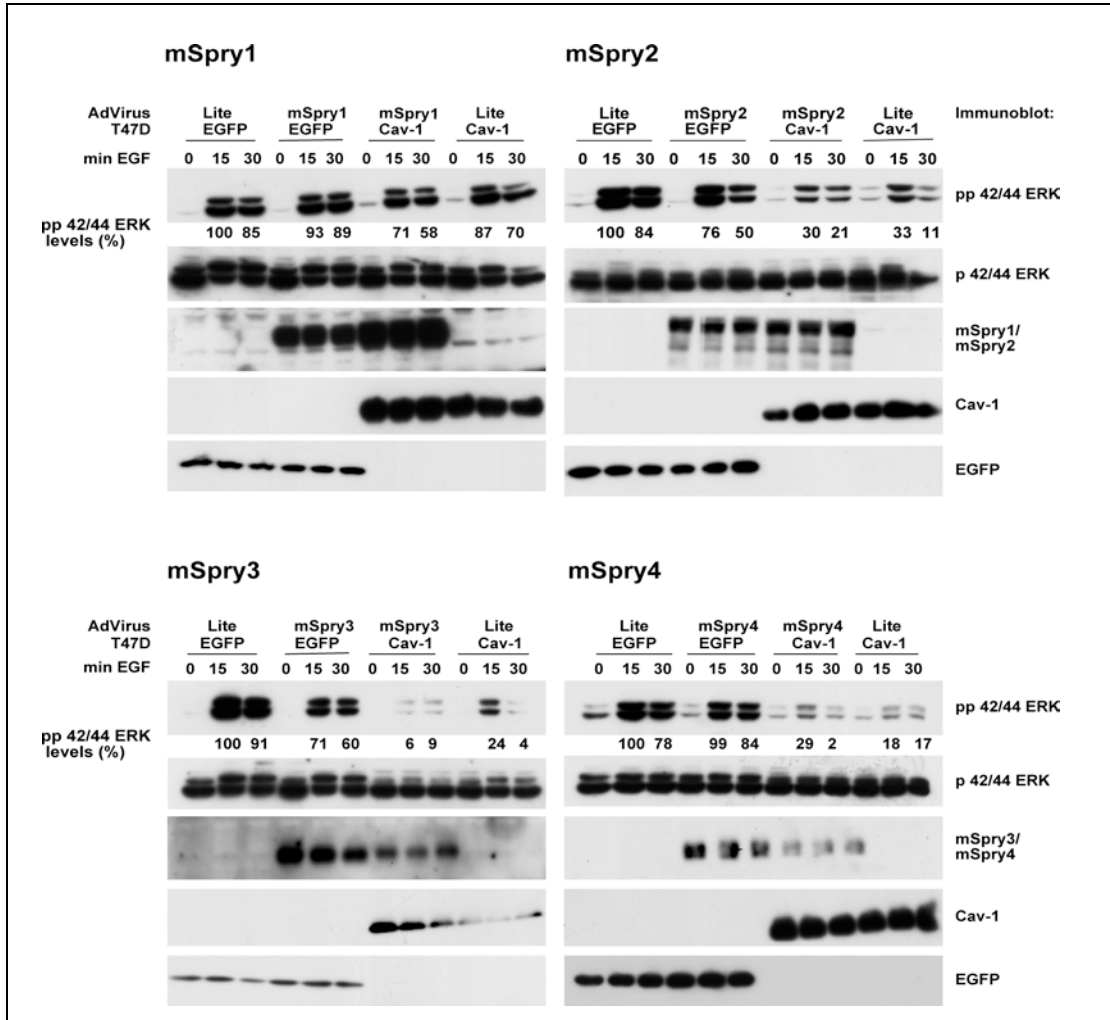 mSpry1
mSpry2
AdVirus Lite mSpry1 mSpry1 Lite Lite mSpry2 mSpry2 Lite Immunoblot:
T47D EGFP EGFP Cav-1 Cav-1 EGFP EGFP Cav-1 Cav-1
min EGF 0 15 30 0 15 30 0 15 30 0 15 30 0 15 30 0 15 30 0 15 30 0 15 30
pp 42/44 ERK
pp 42/44 ERK
levels (%)
100 85 93 89 71 58 87 70 100 84 76 50 30 21 33 11
p 42/44 ERK
mSpry1/
mSpry2
Cav-1
EGFP
mSpry3
mSpry4
AdVirus Lite mSpry3 mSpry3 Lite Lite mSpry4 mSpry4 Lite
T47D EGFP EGFP Cav-1 Cav-1 EGFP EGFP Cav-1 Cav-1
min EGF 0 15 30 0 15 30 0 15 30 0 15 30 0 15 30 0 15 30 0 15 30 0 15 30
pp 42/44 ERK
pp 42/44 ERK
levels (%)
100 91 71 60 6 9 24 4 100 78 99 84 29 2 18 17
p 42/44 ERK
mSpry3/
mSpry4
Cav-1
EGFP